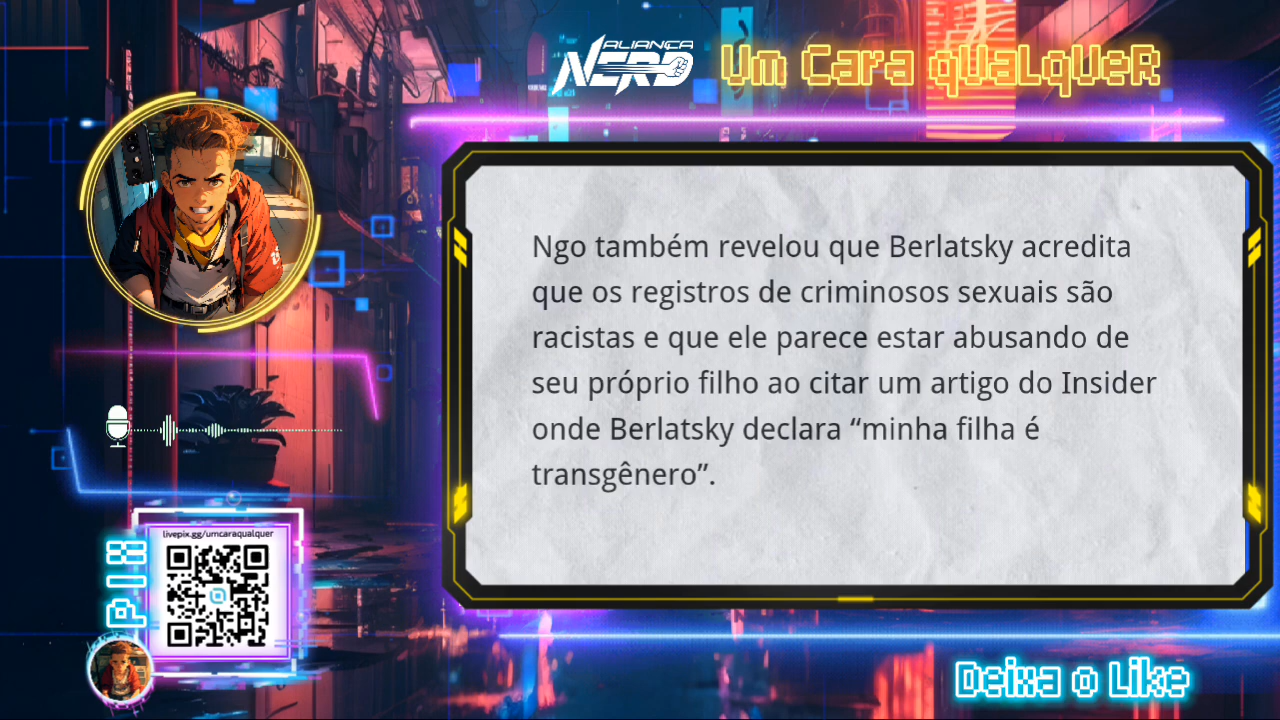 ALIANÇA
NERD
Um Cara qUaLqUeR
Ngo também revelou que Berlatsky acredita
que os registros de criminosos sexuais são
racistas e que ele parece estar abusando de
seu próprio filho ao citar um artigo do Insider
onde Berlatsky declara “minha filha é
transgênero”.
livepix.gg/umcaraqualquer
PIX
Deixa o Like